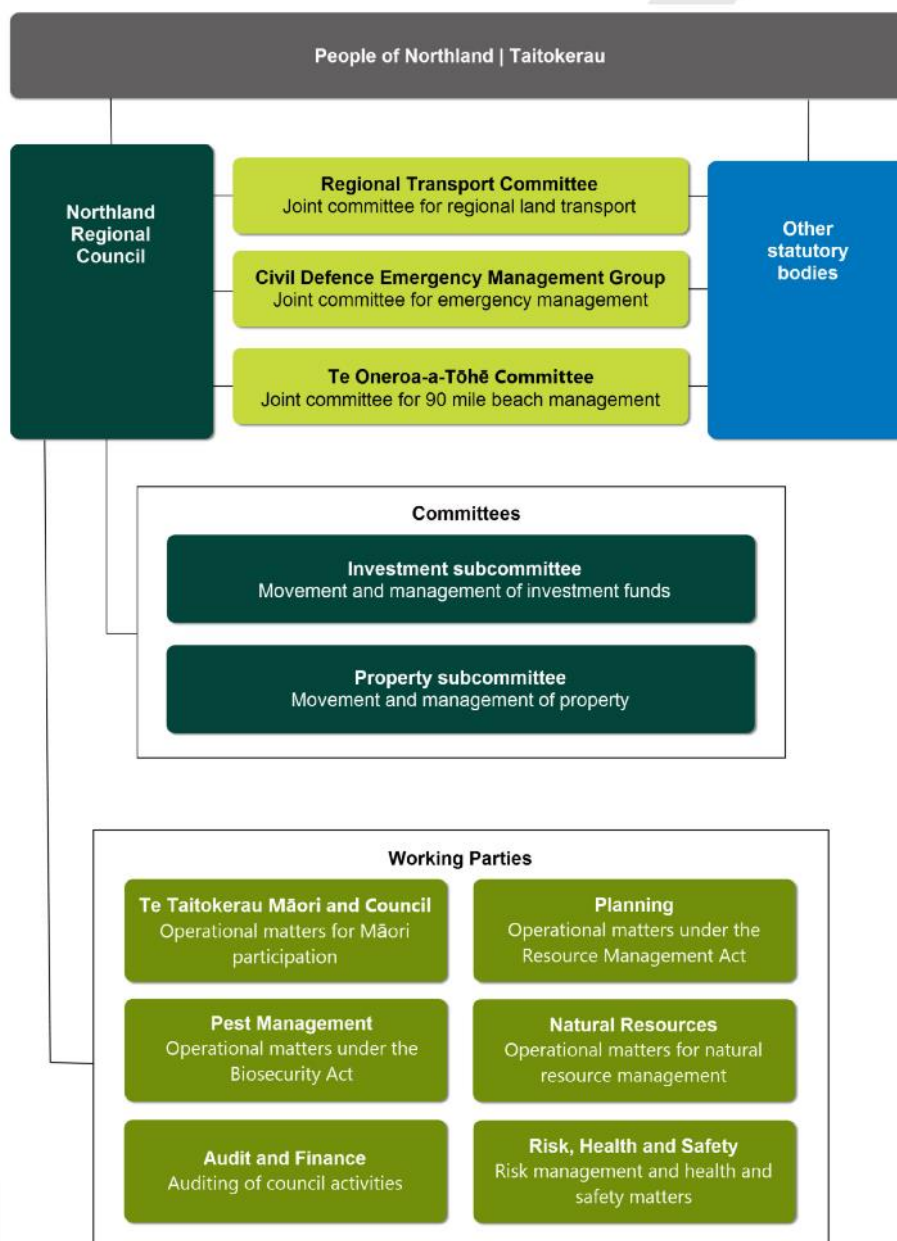 People of Northland | Taitokerau
Northland
Regional
Council
Regional Transport Committee
Joint committee for regional land transport
Civil Defence Emergency Management Group
Joint committee for emergency management
Te Oneroa-a-Tōhē Committee
Joint committee for 90 mile beach management
Other
statutory
bodies
Committees
Investment subcommittee
Movement and management of investment funds
Property subcommittee
Movement and management of property
Working Parties
Te Taitokerau Māori and Council
Operational matters for Māori
participation
Planning
Operational matters under the
Resource Management Act
Pest Management
Operational matters under the
Biosecurity Act
Natural Resources
Operational matters for natural
resource management
Audit and Finance
Auditing of council activities
Risk, Health and Safety
Risk management and health and
safety matters